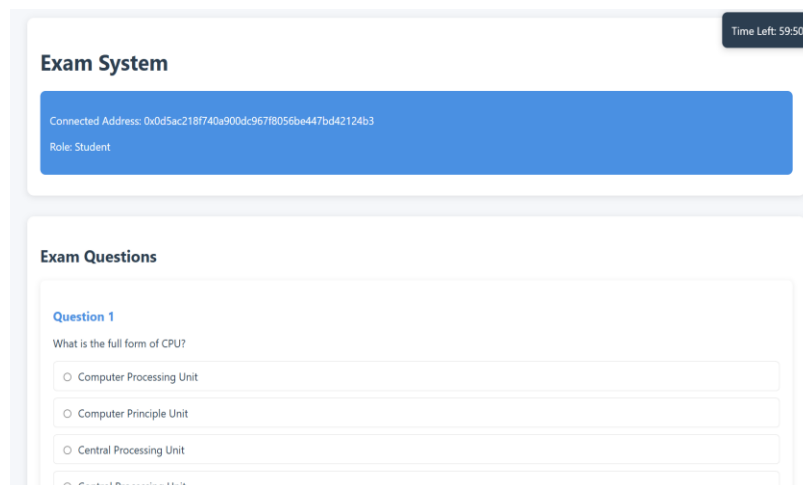 Time Left: 59:50
Exam System
Connected Address: 0x0d5ac218f740a900dc967f8056be447bd42124b3
Role: Student
Exam Questions
Question 1
What is the full form of CPU?
Computer Processing Unit
Computer Principle Unit
Central Processing Unit